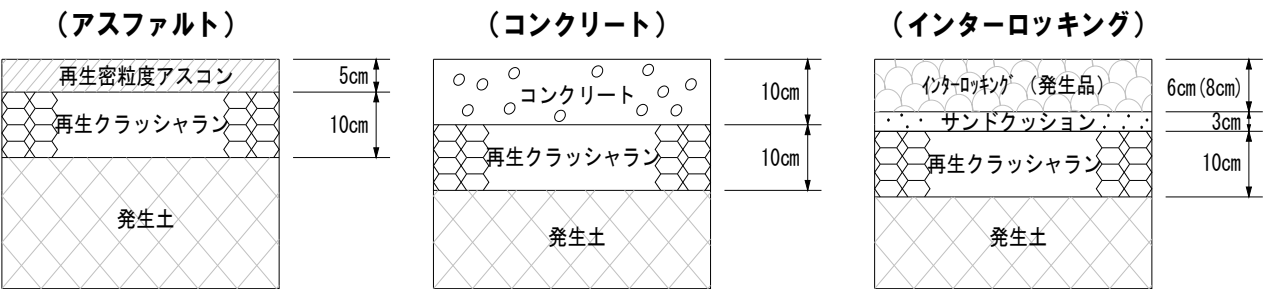 （アスファルト）
再生密粒度アスコン
5cm
再生クラッシャラン
10cm
発生土
（コンクリート）
コンクリート
10cm
再生クラッシャラン
10cm
発生土
（インターロッキング）
ｲﾝﾀｰﾛｯｷﾝｸﾞ（発生品）
6cm(8cm)
サンドクッション
3cm
再生クラッシャラン
10cm
発生土